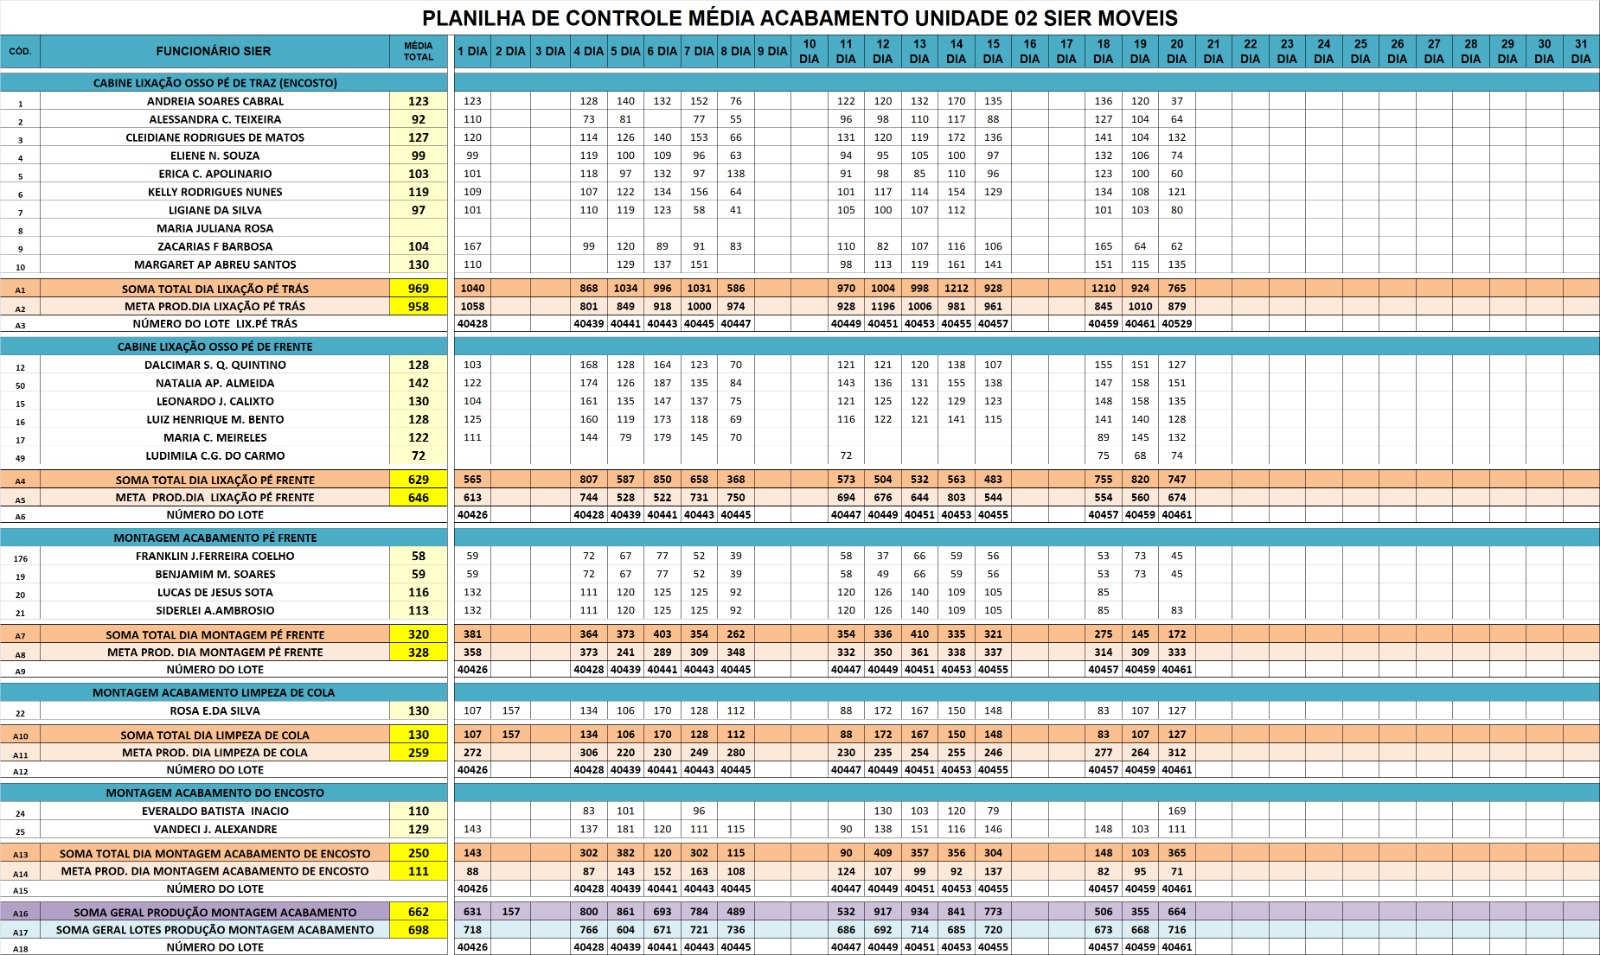 PLANILHA DE CONTROLE MÉDIA ACABAMENTO UNIDADE 02 SIER MOVEIS
CÓD. FUNCIONÁRIO SIER MÉDIA TOTAL 1 DIA 2 DIA 3 DIA 4 DIA 5 DIA 6 DIA 7 DIA 8 DIA 9 DIA 10 DIA 11 DIA 12 DIA 13 DIA 14 DIA 15 DIA 16 DIA 17 DIA 18 DIA 19 DIA 20 DIA 21 DIA 22 DIA 23 DIA 24 DIA 25 DIA 26 DIA 27 DIA 28 DIA 29 DIA 30 DIA 31 DIA
CABINE LIXAÇÃO OSSO PÉ DE TRAZ (ENCOSTO)
1 ANDREIA SOARES CABRAL 123 123 128 140 132 152 76 122 120 132 170 135 136 120 37
2 ALESSANDRA C. TEIXEIRA 92 110 73 81 77 55 96 98 110 117 88 127 104 64
3 CLEIDIANE RODRIGUES DE MATOS 127 120 114 126 140 153 66 131 120 119 172 136 141 104 132
4 ELIENE N. SOUZA 99 99 119 100 109 96 63 94 95 105 100 97 132 106 74
5 ERICA C. APOLINARIO 103 101 118 97 132 97 138 91 98 85 110 96 123 100 60
6 KELLY RODRIGUES NUNES 119 109 107 122 134 156 64 101 117 114 154 129 134 108 121
7 LIGIANE DA SILVA 97 101 110 119 123 58 41 105 100 107 112 101 103 80
8 MARIA JULIANA ROSA
9 ZACARIAS F BARBOSA 104 167 99 120 89 91 83 110 82 107 116 106 165 64 62
10 MARGARET AP ABREU SANTOS 130 110 129 137 151 98 113 119 161 141 151 115 135
A1 SOMA TOTAL DIA LIXAÇÃO PÉ TRÁS 969 1040 868 1034 996 1031 586 970 1004 998 1212 928 1210 924 765
A2 META PROD.DIA LIXAÇÃO PÉ TRÁS 958 1058 801 849 918 1000 974 928 1196 1006 981 961 845 1010 879
A3 NÚMERO DO LOTE LIX.PÉ TRÁS 40428 40439 40441 40443 40445 40447 40449 40451 40453 40455 40457 40459 40461 40529
CABINE LIXAÇÃO OSSO PÉ DE FRENTE
12 DALCIMAR S. Q. QUINTINO 128 103 168 128 164 123 70 121 121 120 138 107 155 151 127
50 NATALIA AP. ALMEIDA 142 122 174 126 187 135 84 143 136 131 155 138 147 158 151
15 LEONARDO J. CALIXTO 130 104 161 135 147 137 75 121 125 122 129 123 148 158 135
16 LUIZ HENRIQUE M. BENTO 128 125 160 119 173 118 69 116 122 121 141 115 141 140 128
17 MARIA C. MEIRELES 122 111 144 79 179 145 70 89 145 132
49 LUDIMILA C.G. DO CARMO 72 72 75 68 74
A4 SOMA TOTAL DIA LIXAÇÃO PÉ FRENTE 629 565 807 587 850 658 368 573 504 532 563 483 755 820 747
A5 META PROD.DIA LIXAÇÃO PÉ FRENTE 646 613 744 528 522 731 750 694 676 644 803 544 554 560 674
A6 NÚMERO DO LOTE 40426 40428 40439 40441 40443 40445 40447 40449 40451 40453 40455 40457 40459 40461
MONTAGEM ACABAMENTO PÉ FRENTE
176 FRANKLIN J.FERREIRA COELHO 58 59 72 67 77 52 39 58 37 66 59 56 53 73 45
19 BENJAMIM M. SOARES 59 59 72 67 77 52 39 58 49 66 59 56 53 73 45
20 LUCAS DE JESUS SOTA 116 132 111 120 125 125 92 120 126 140 109 105 85
21 SIDERLEI A.AMBROSIO 113 132 111 120 125 125 92 120 126 140 109 105 85 83
A7 SOMA TOTAL DIA MONTAGEM PÉ FRENTE 320 381 364 373 403 354 262 354 336 410 335 321 275 145 172
A8 META PROD. DIA MONTAGEM PÉ FRENTE 328 358 373 241 289 309 348 332 350 361 338 337 314 309 333
A9 NÚMERO DO LOTE 40426 40428 40439 40441 40443 40445 40447 40449 40451 40453 40455 40457 40459 40461
MONTAGEM ACABAMENTO LIMPEZA DE COLA
22 ROSA E.DA SILVA 130 107 157 134 106 170 128 112 88 172 167 150 148 83 107 127
A10 SOMA TOTAL DIA LIMPEZA DE COLA 130 107 157 134 106 170 128 112 88 172 167 150 148 83 107 127
A11 META PROD. DIA LIMPEZA DE COLA 259 272 306 220 230 249 280 230 235 254 255 246 277 264 312
A12 NÚMERO DO LOTE 40426 40428 40439 40441 40443 40445 40447 40449 40451 40453 40455 40457 40459 40461
MONTAGEM ACABAMENTO DO ENCOSTO
24 EVERALDO BATISTA INACIO 110 83 101 96 130 103 120 79 169
25 VANDECI J. ALEXANDRE 129 143 137 181 120 111 115 90 138 151 116 146 148 103 111
A13 SOMA TOTAL DIA MONTAGEM ACABAMENTO DE ENCOSTO 250 143 302 382 120 302 115 90 409 357 356 304 148 103 365
A14 META PROD. DIA MONTAGEM ACABAMENTO DE ENCOSTO 111 88 87 143 152 163 108 124 107 99 92 137 82 95 71
A15 NÚMERO DO LOTE 40426 40428 40439 40441 40443 40445 40447 40449 40451 40453 40455 40457 40459 40461
A16 SOMA GERAL PRODUÇÃO MONTAGEM ACABAMENTO 662 631 157 800 861 693 784 489 532 917 934 841 773 506 355 664
A17 SOMA GERAL LOTES PRODUÇÃO MONTAGEM ACABAMENTO 698 718 766 604 671 721 736 686 692 714 685 720 673 668 716
A18 NÚMERO DO LOTE 40426 40428 40439 40441 40443 40445 40447 40449 40451 40453 40455 40457 40459 40461